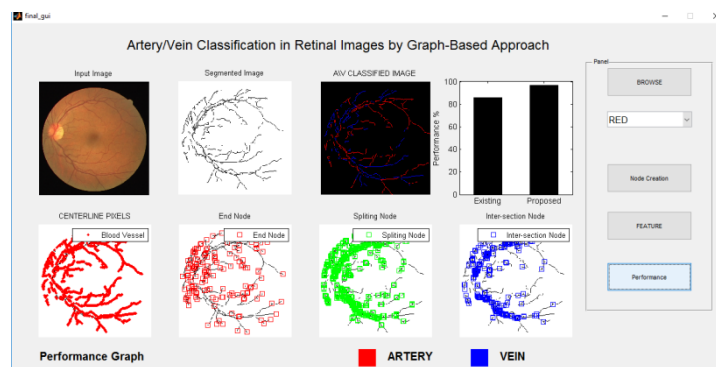 final_gui
Artery/Vein Classification in Retinal Images by Graph-Based Approach
Input Image
Segmented Image
A\V CLASSIFIED IMAGE
Performance %
100
80
60
40
20
0
Existing
Proposed
Panel
BROWSE
RED
Node Creation
FEATURE
Performance
CENTERLINE PIXELS
Blood Vessel
End Node
End Node
Spliting Node
Spliting Node
Inter-section Node
Inter-section Node
Performance Graph
ARTERY
VEIN